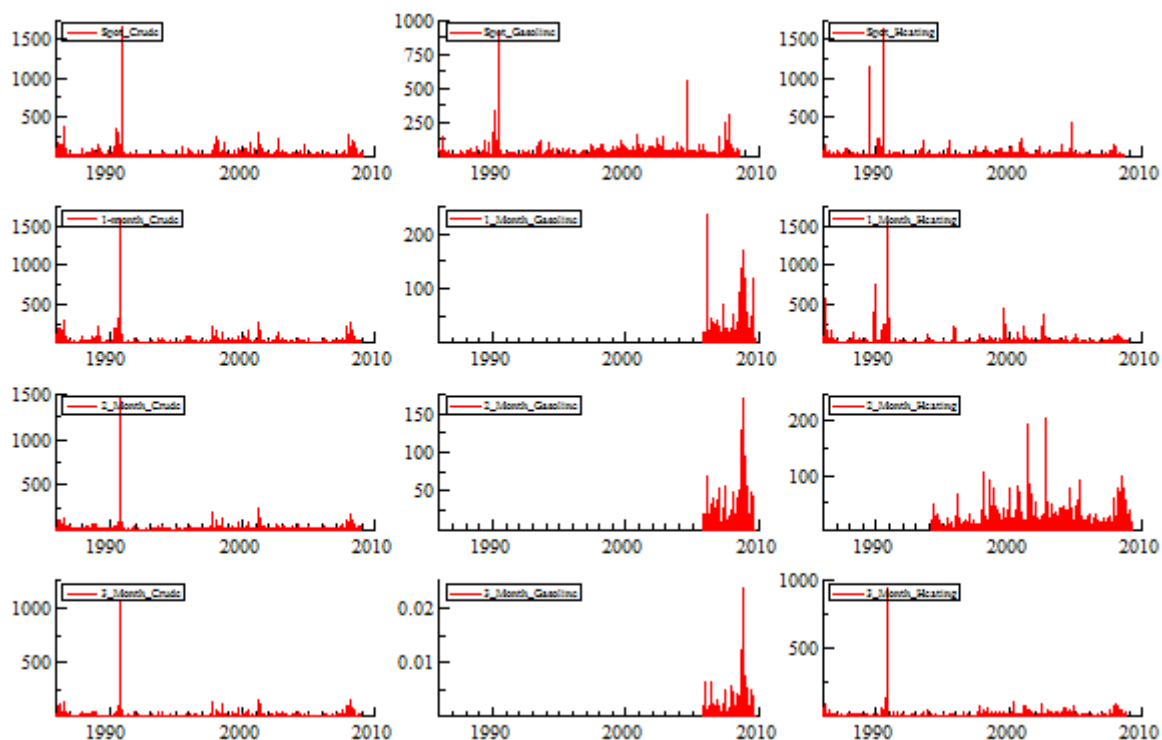 Spot_Crude Spot_Gasoline Spot_Heating
1500 1000 1500
1000 750 1000
500 500 500
250
1990 2000 2010 1990 2000 2010 1990 2000 2010
1-month_Crude 1_Month_Gasoline 1_Month_Heating
1500 200 1500
1000 100 1000
500 500
1990 2000 2010 1990 2000 2010 1990 2000 2010
1500 2_Month_Crude 2_Month_Gasoline 2_Month_Heating
1000 150 200
500 100 100
50
1990 2000 2010 1990 2000 2010 1990 2000 2010
3_Month_Crude 3_Month_Gasoline 1000 3_Month_Heating
1000 0.02
500 0.01 500
1990 2000 2010 1990 2000 2010 1990 2000 2010